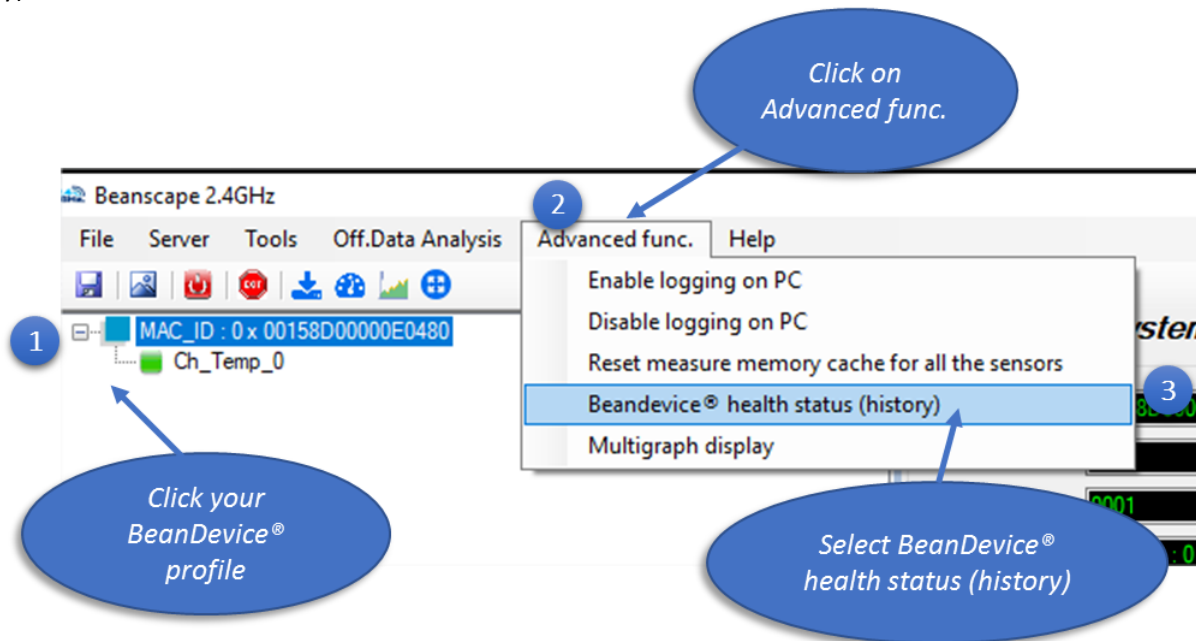 Click on
Advanced func.
Beanscape 2.4GHz
2
File Server Tools Off.Data Analysis Advanced func. Help
Enable logging on PC
1
MAC_ID : 0 x 00158D00000E0480
Disable logging on PC
Ch_Temp_0
Reset measure memory cache for all the sensors
3
Beandevice® health status (history)
Multigraph display
Click your
BeanDevice®
profile
0001
Select BeanDevice®
health status (history)
: 0